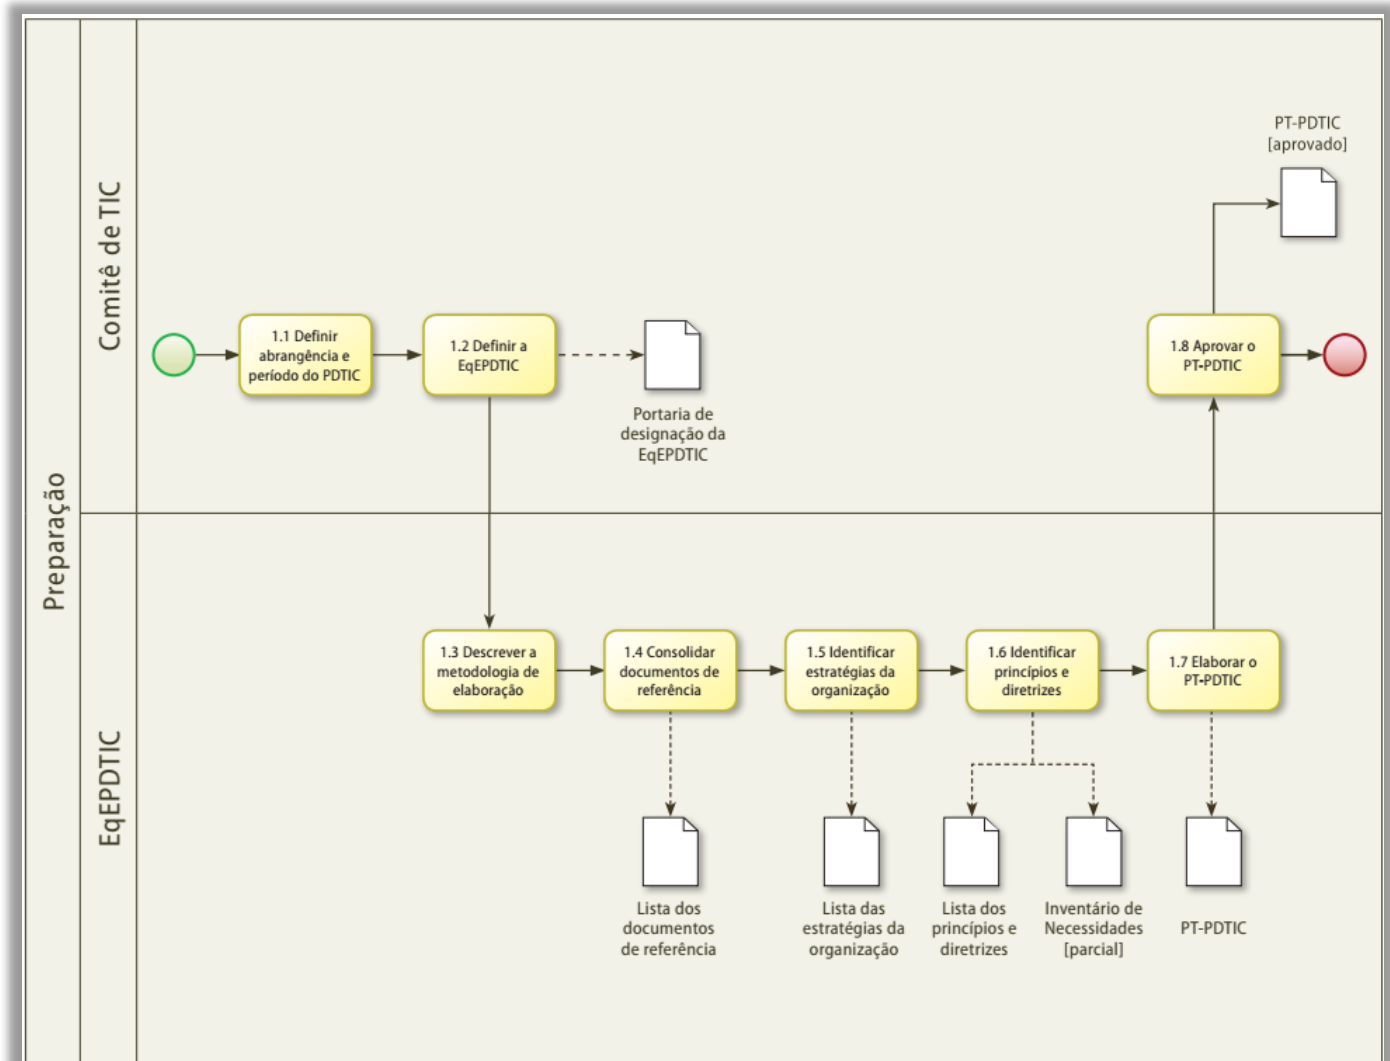 Preparação
Comitê de TIC
PT-PDTIC
[aprovado]
1.1 Definir
abrangência e
período do PDTIC
1.2 Definir a
EqEPDTIC
Portaria de
designação da
EqEPDTIC
1.8 Aprovar o
PT-PDTIC
EqEPDTIC
1.3 Descrever a
metodologia de
elaboração
1.4 Consolidar
documentos de
referência
1.5 Identificar
estratégias da
organização
1.6 Identificar
princípios e
diretrizes
1.7 Elaborar o
PT-PDTIC
Lista dos
documentos
de referência
Lista das
estratégias da
organização
Lista dos
princípios e
diretrizes
Inventário de
Necessidades
[parcial]
PT-PDTIC